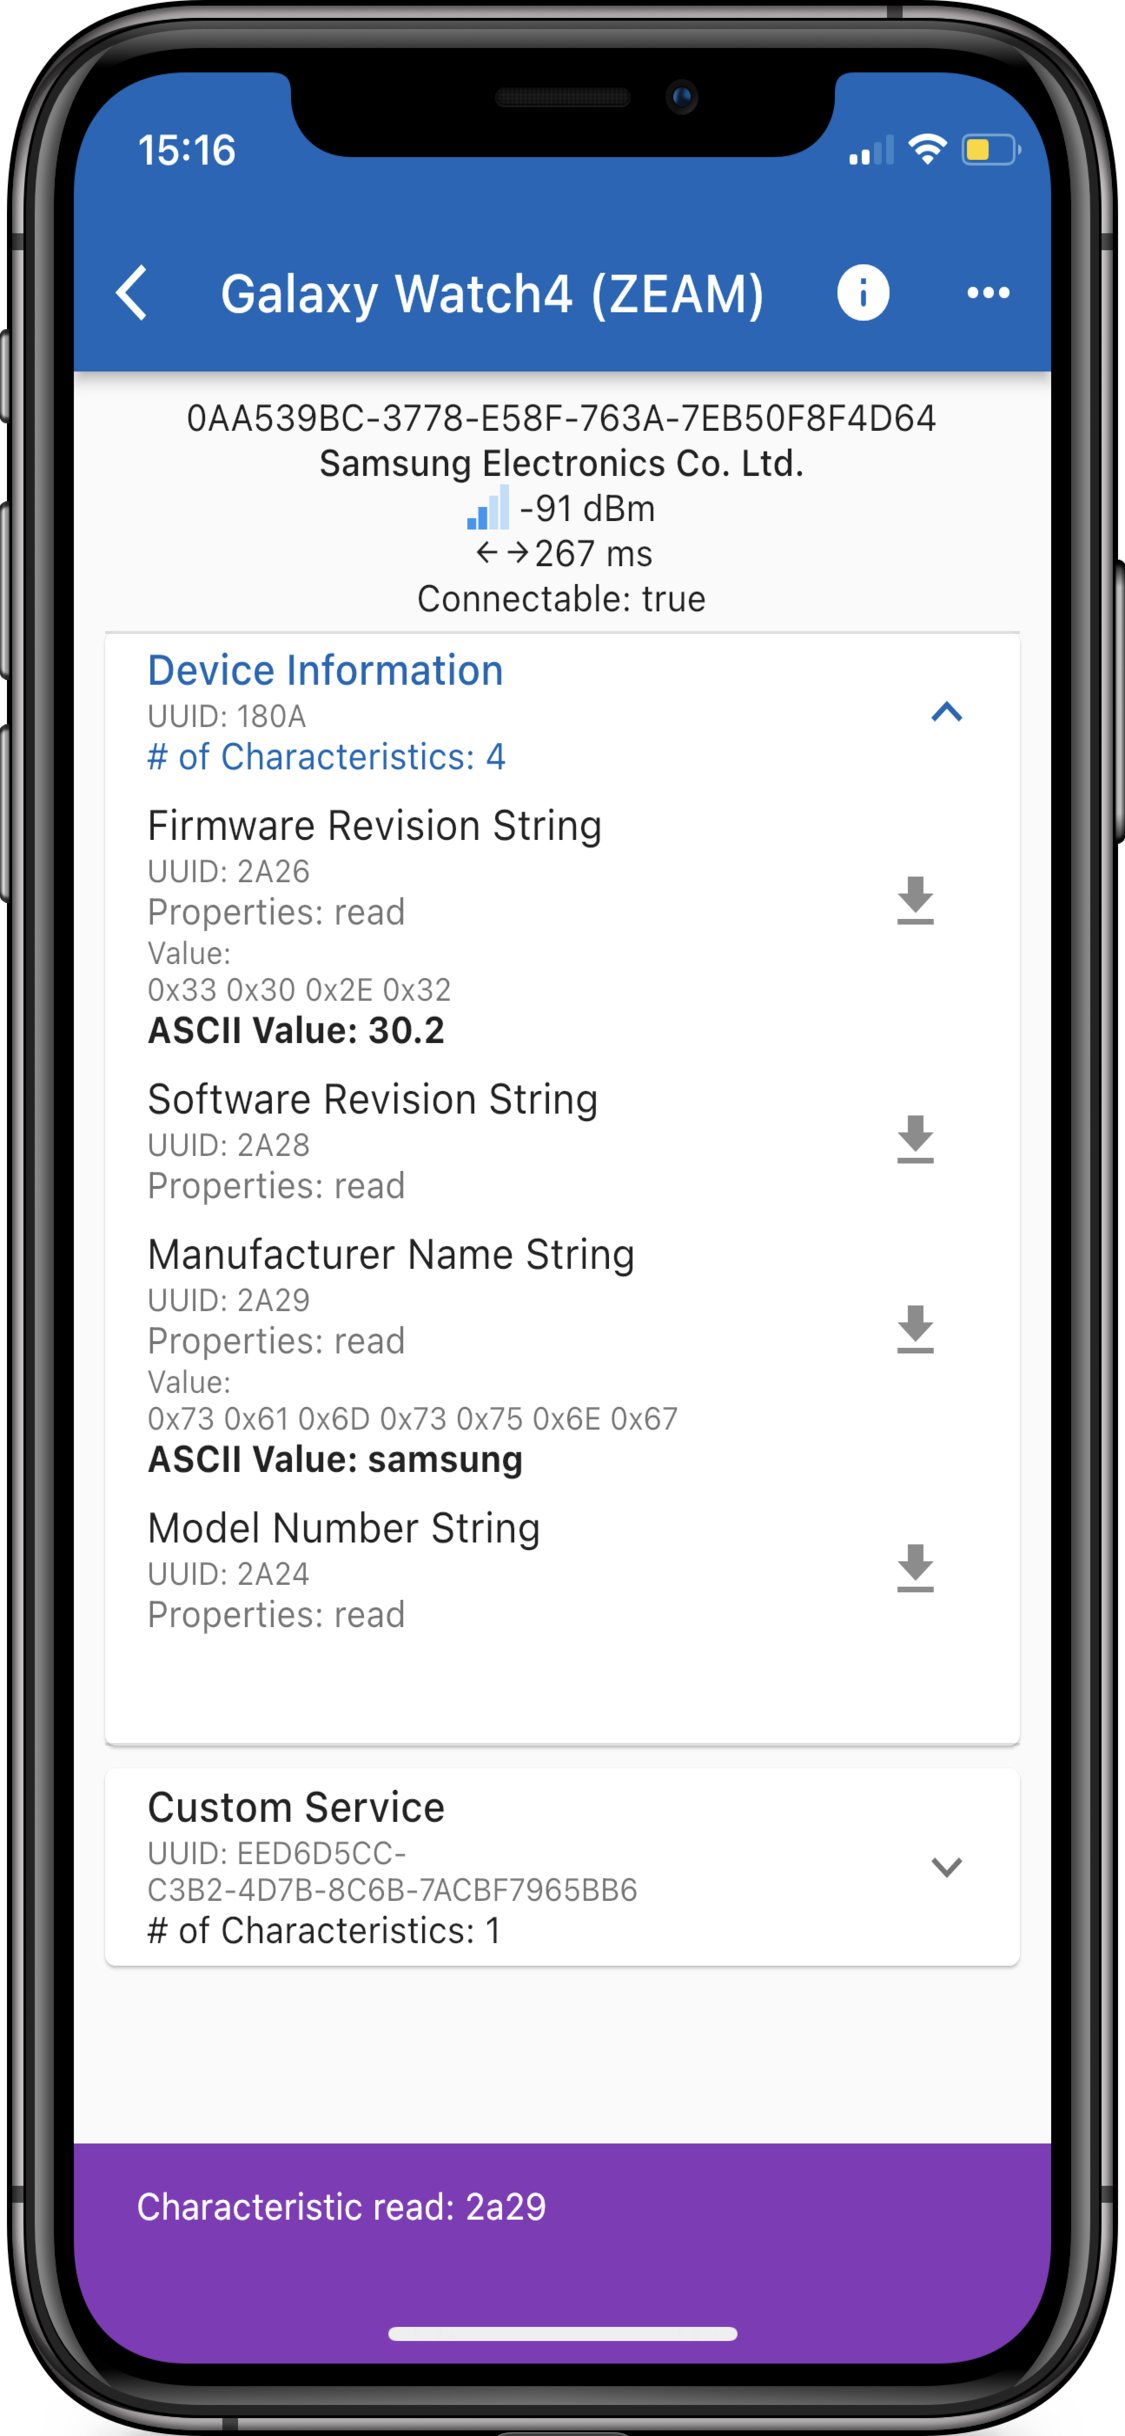 15:16
Galaxy Watch4 (ZEAM)
0AA539BC-3778-E58F-763A-7EB50F8F4D64
Samsung Electronics Co. Ltd.
-91 dBm
←→267 ms
Connectable: true
Device Information
UUID: 180A
# of Characteristics: 4
Firmware Revision String
UUID: 2A26
Properties: read
Value:
0x33 0x30 0x2E 0x32
ASCII Value: 30.2
Software Revision String
UUID: 2A28
Properties: read
Manufacturer Name String
UUID: 2A29
Properties: read
Value:
0x73 0x61 0x6D 0x73 0x75 0x6E 0x67
ASCII Value: samsung
Model Number String
UUID: 2A24
Properties: read
Custom Service
UUID: EED6D5CC-
C3B2-4D7B-8C6B-7ACBF7965BB6
# of Characteristics: 1
Characteristic read: 2a29